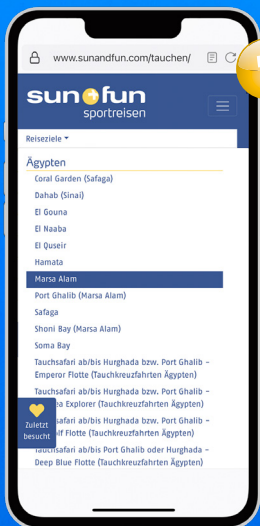 www.sunandfun.com/tauchen/
sun fun
sportreisen
Reiseziele
Ägypten
Coral Garden (Safaga)
Dahab (Sinai)
El Gouna
El Naaba
El Quseir
Hamata
Marsa Alam
Port Ghalib (Marsa Alam)
Safaga
Shoni Bay (Marsa Alam)
Soma Bay
Tauchsafari ab/bis Hurghada bzw. Port Ghalib -
Emperor Flotte (Tauchkreuzfahrten Ägypten)
Tauchsafari ab/bis Hurghada bzw. Port Ghalib -
Explorer (Tauchkreuzfahrten Ägypten)
ab/bis Hurghada bzw. Port Ghalib -
Flotte (Tauchkreuzfahrten Ägypten)
ab/bis Port Ghalib oder Hurghada -
Deep Blue Flotte (Tauchkreuzfahrten Ägypten)
Zuletzt
besucht